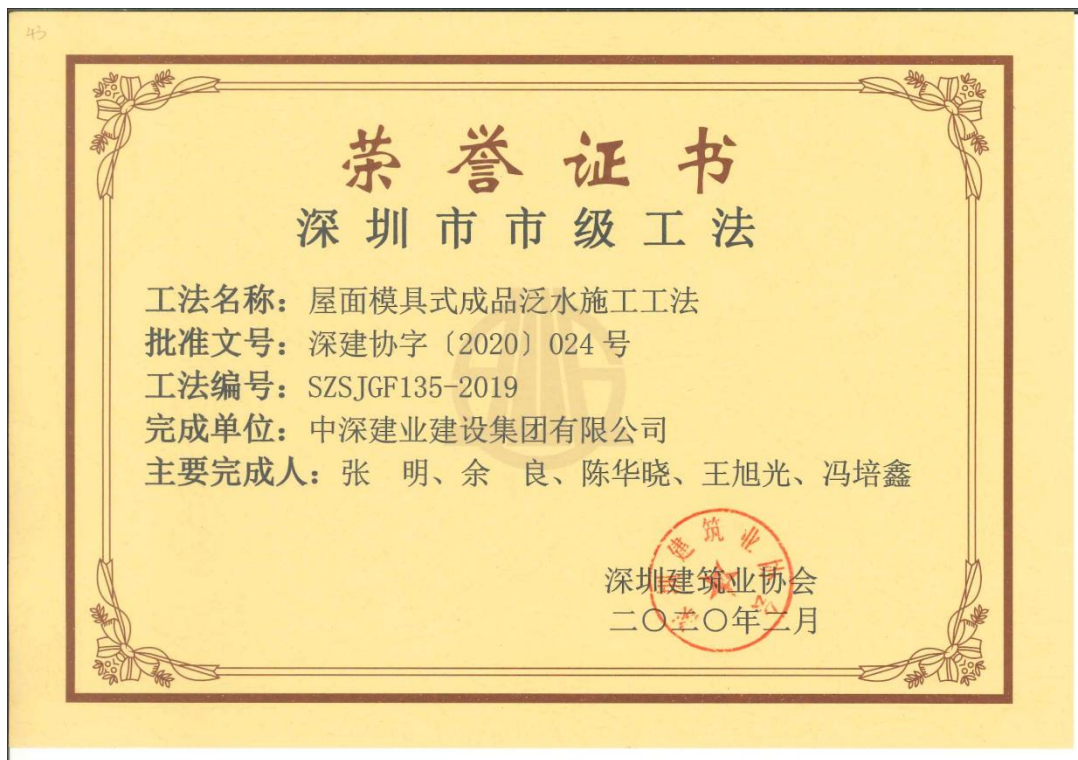 43
荣誉证书
深圳市市级工法
工法名称：屋面模具式成品泛水施工工法
批准文号：深建协字〔2020〕024号
工法编号：SZSJGF135-2019
完成单位：中深建业建设集团有限公司
主要完成人：张　明、余　良、陈华晓、王旭光、冯培鑫
深圳建筑业协会
二〇二〇年二月